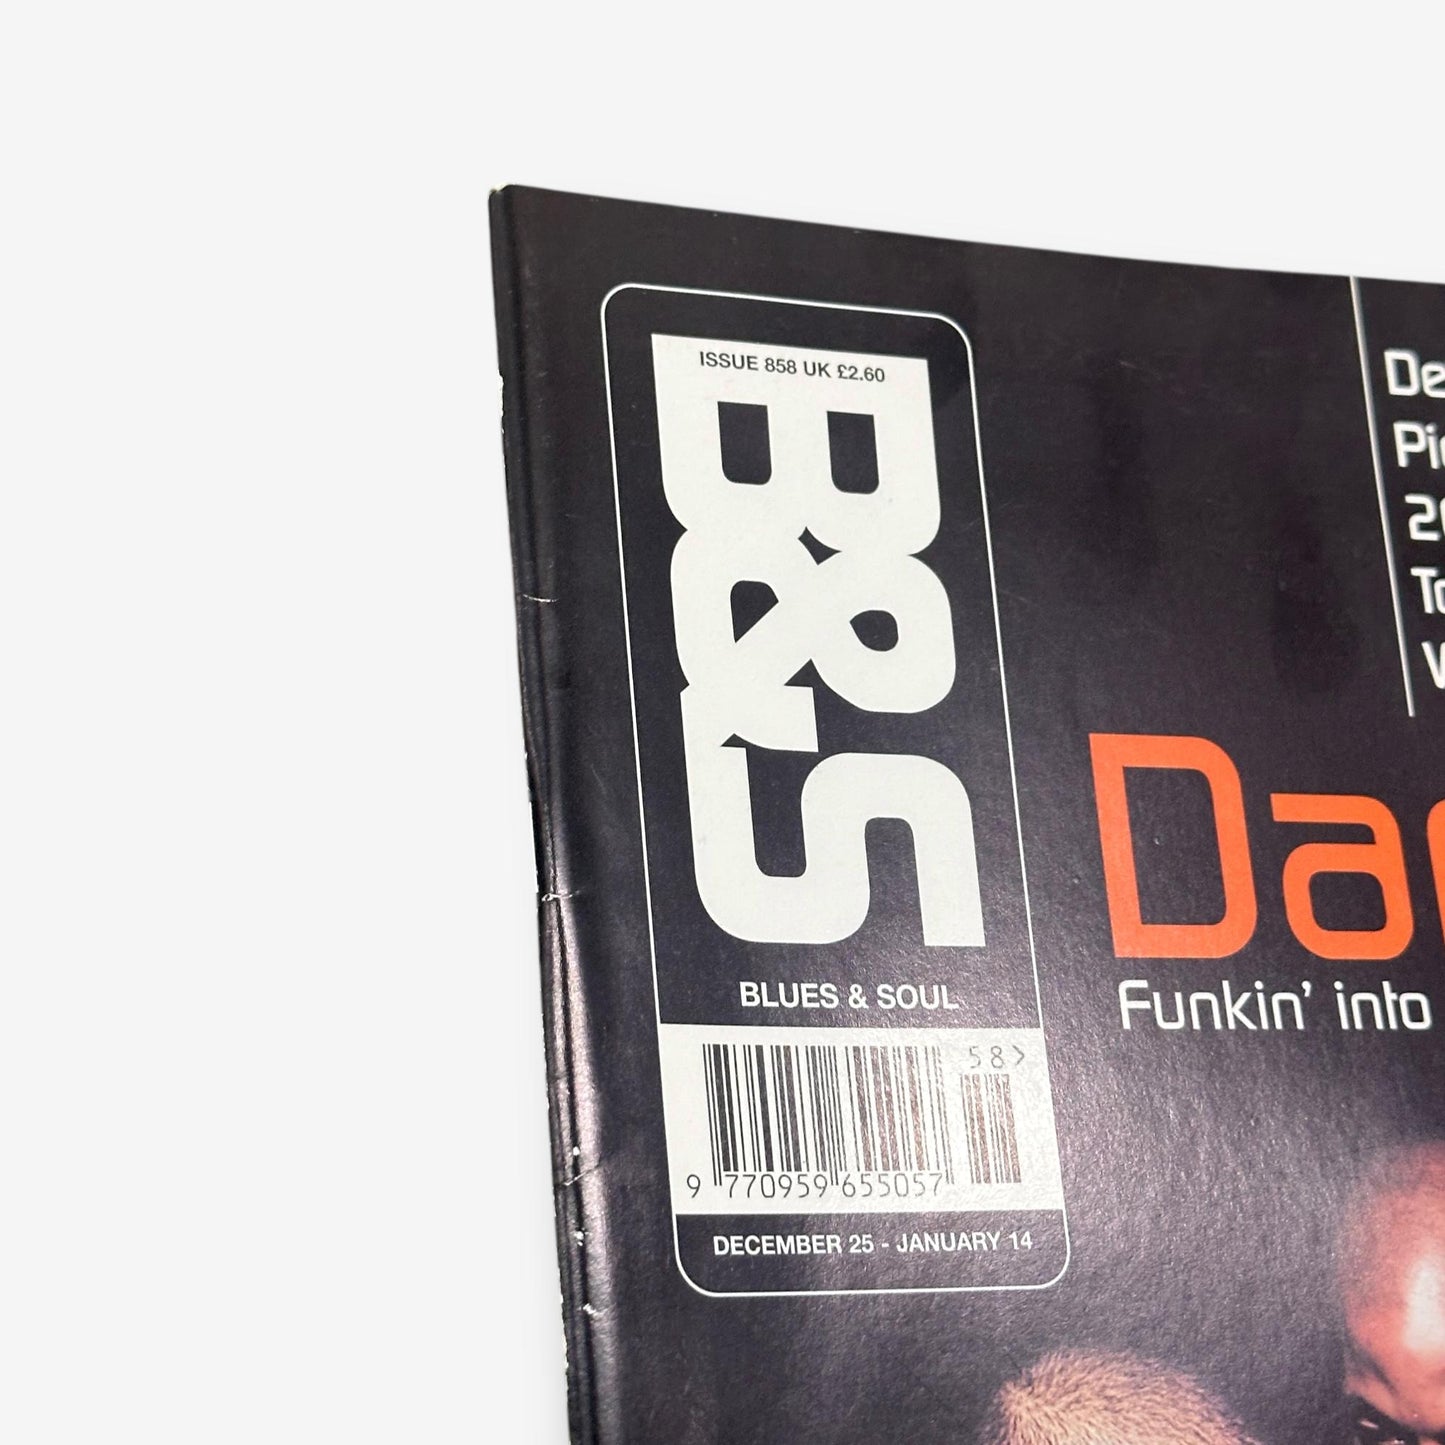 ISSUE 858 UK £2.60
B&S
BLUES & SOUL
58>
9 770959 655057
DECEMBER 25 - JANUARY 14
Funkin' into